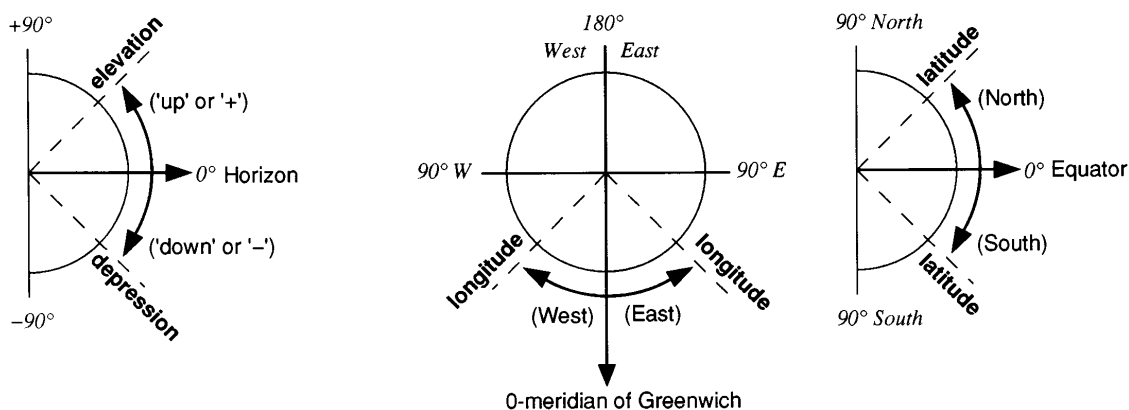 +90°
elevation
('up' or '+')
0° Horizon
('down' or '−')
depression
−90°
180°
West East
90° W
90° E
longitude
longitude
(West) (East)
0-meridian of Greenwich
90° North
latitude
(North)
0° Equator
(South)
latitude
90° South